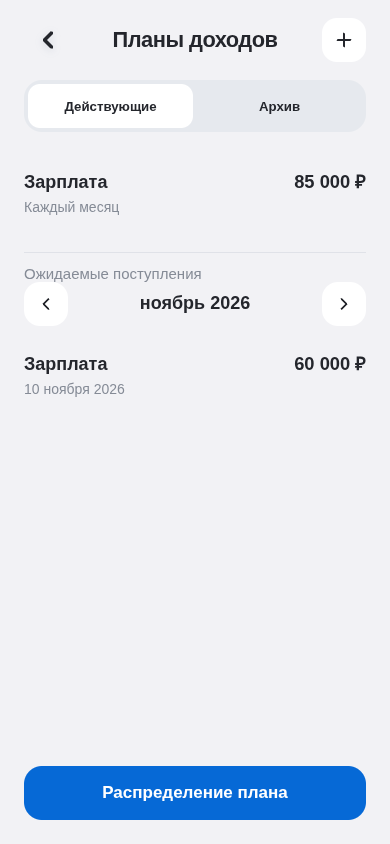 Планы доходов
Действующие
Архив
Зарплата
85 000 ₽
Каждый месяц
Ожидаемые поступления
ноябрь 2026
Зарплата
60 000 ₽
10 ноября 2026
Распределение плана